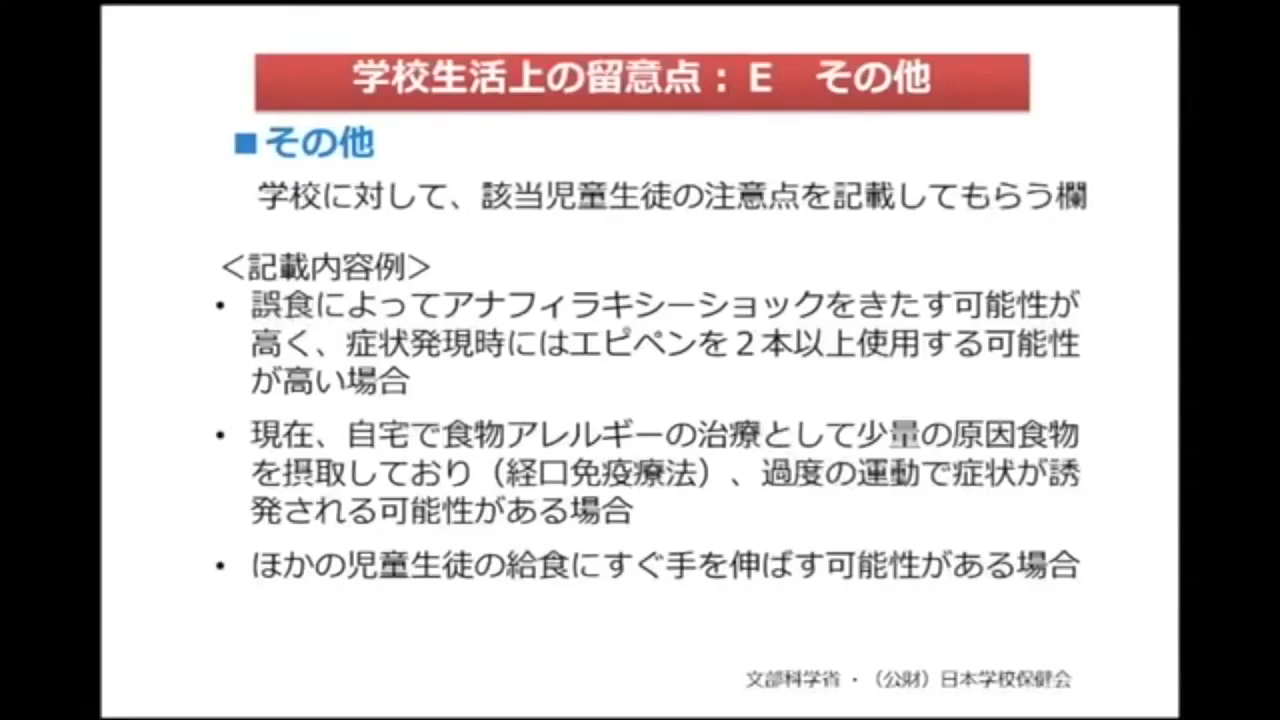 学校生活上の留意点：E　その他
■その他
学校に対して、該当児童生徒の注意点を記載してもらう欄
＜記載内容例＞
• 誤食によってアナフィラキシーショックをきたす可能性が
高く、症状発現時にはエピペンを２本以上使用する可能性
が高い場合
• 現在、自宅で食物アレルギーの治療として少量の原因食物
を摂取しており（経口免疫療法）、過度の運動で症状が誘
発される可能性がある場合
• ほかの児童生徒の給食にすぐ手を伸ばす可能性がある場合
文部科学省・（公財）日本学校保健会